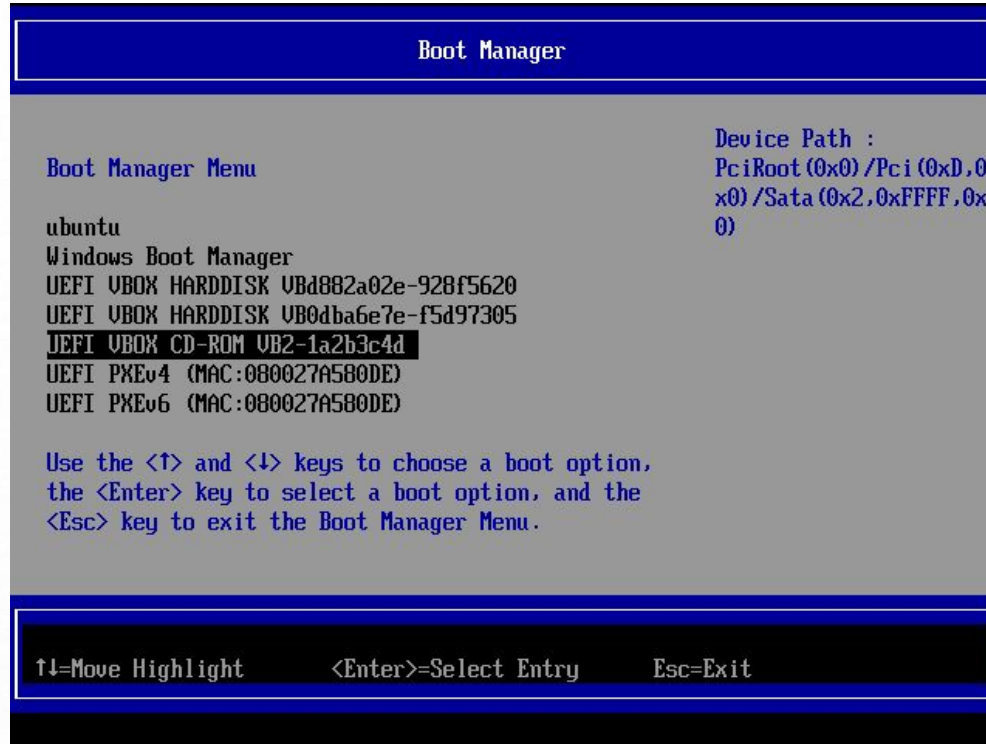 Boot Manager
Boot Manager Menu
ubuntu
Windows Boot Manager
UEFI VBOX HARDDISK VBd882a02e-928f5620
UEFI VBOX HARDDISK VB0dba6e7e-f5d97305
UEFI VBOX CD-ROM VB2-1a2b3c4d
UEFI PXEv4 (MAC:080027A580DE)
UEFI PXEv6 (MAC:080027A580DE)
Use the <↑> and <↓> keys to choose a boot option,
the <Enter> key to select a boot option, and the
<Esc> key to exit the Boot Manager Menu.
Device Path :
PciRoot(0x0)/Pci(0xD,0
x0)/Sata(0x2,0xFFFF,0x
0)
↑↓=Move Highlight <Enter>=Select Entry Esc=Exit